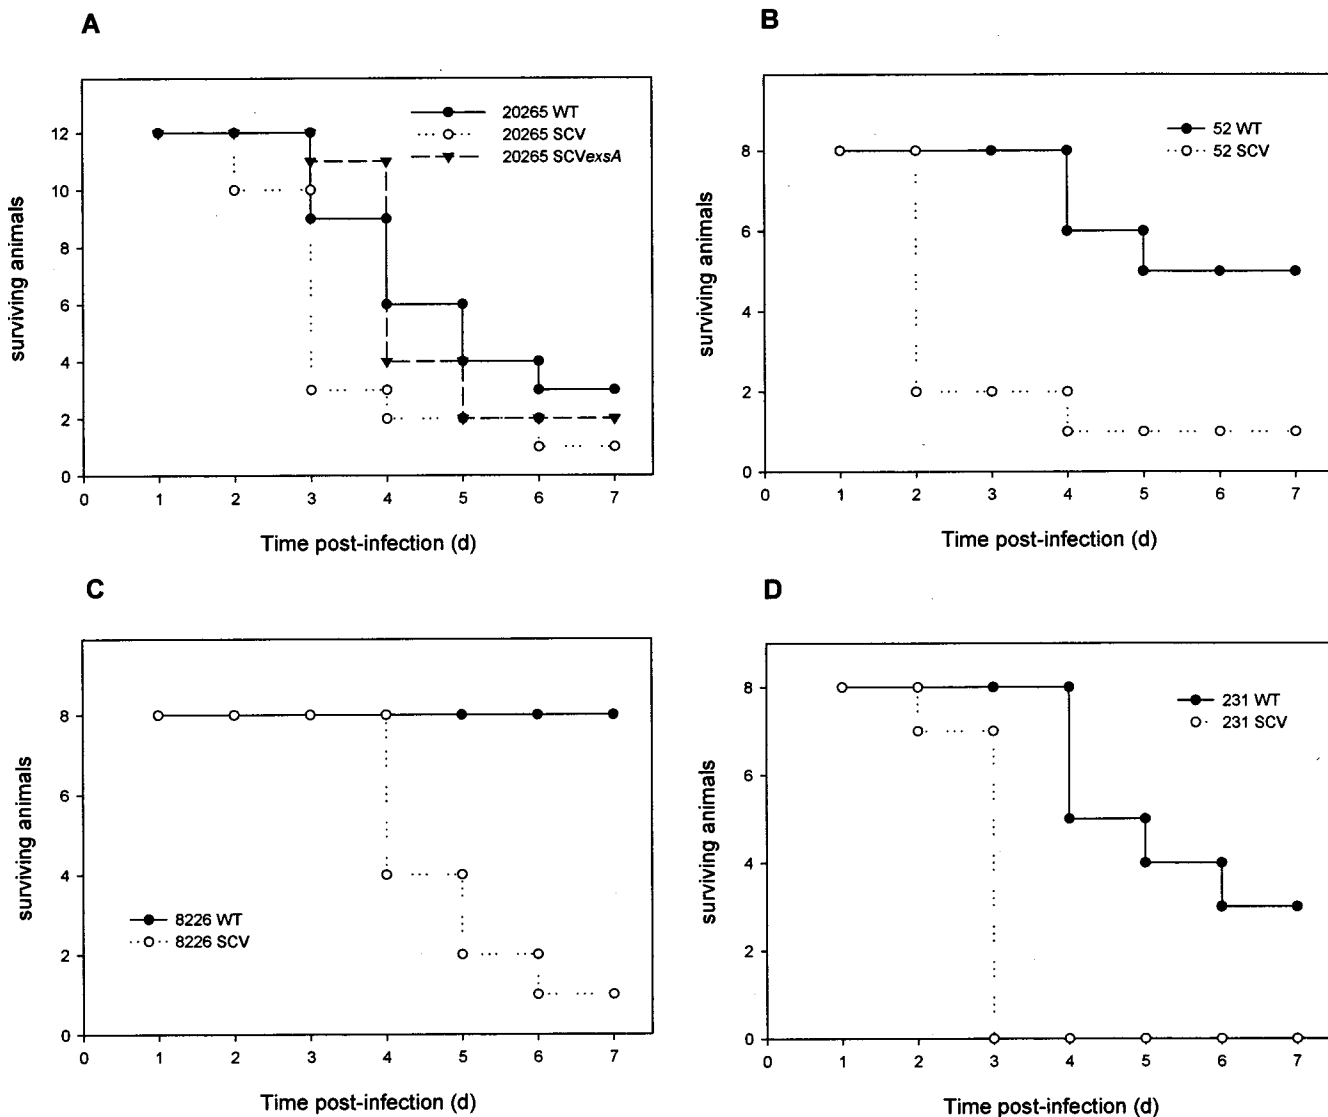 A
20265 WT
20265 SCV
20265 SCVexsA
surviving animals
12
10
8
6
4
2
0
0 1 2 3 4 5 6 7
Time post-infection (d)
B
52 WT
52 SCV
surviving animals
8
6
4
2
0
0 1 2 3 4 5 6 7
Time post-infection (d)
C
8226 WT
8226 SCV
surviving animals
8
6
4
2
0
0 1 2 3 4 5 6 7
Time post-infection (d)
D
231 WT
231 SCV
surviving animals
8
6
4
2
0
0 1 2 3 4 5 6 7
Time post-infection (d)